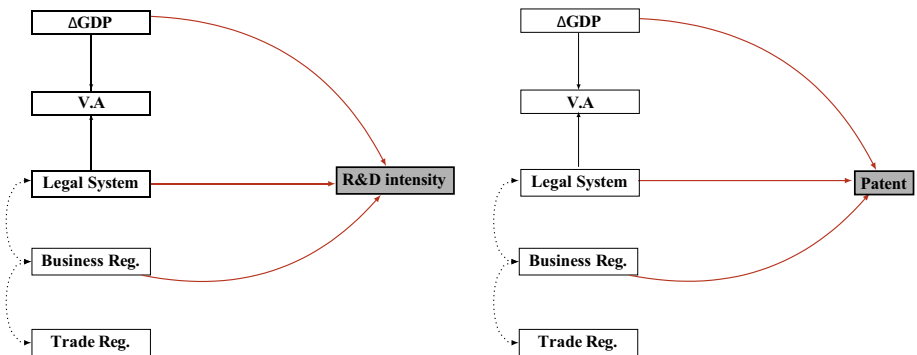 ΔGDP
V.A
Legal System
R&D intensity
Business Reg.
Trade Reg.
ΔGDP
V.A
Legal System
Patent
Business Reg.
Trade Reg.